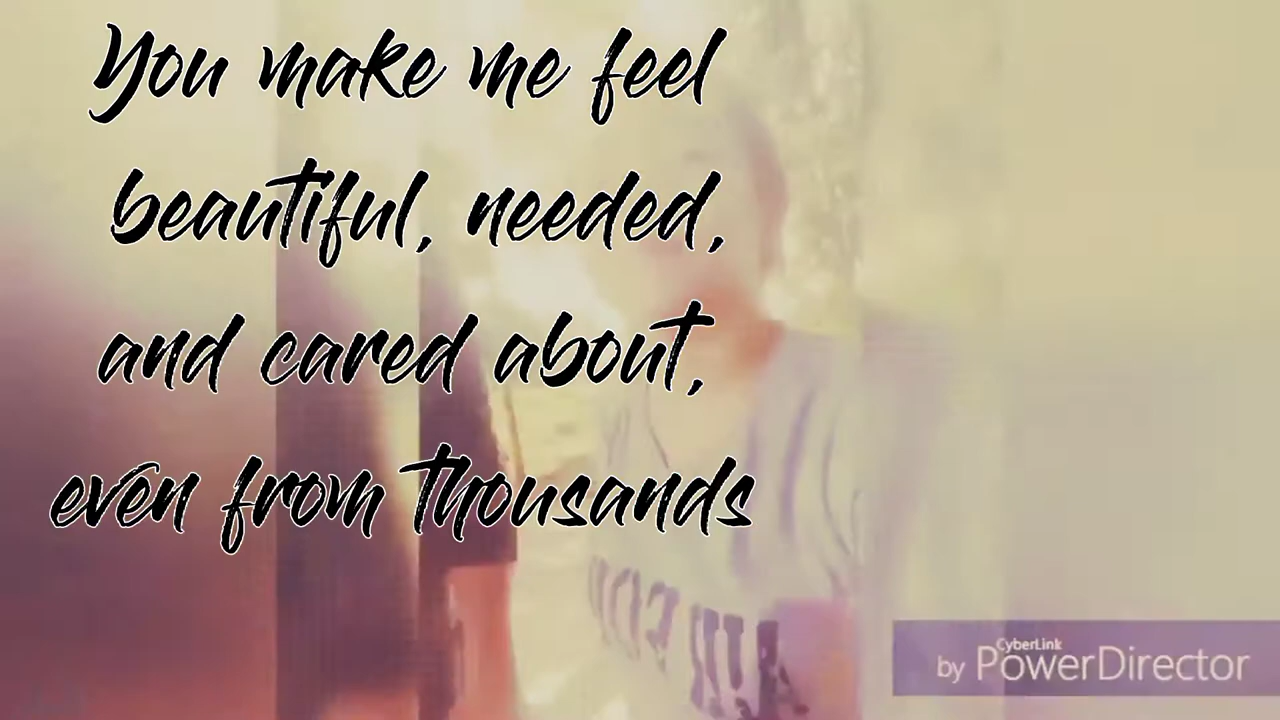 You make me feel
beautiful, needed,
and cared about,
even from thousands
CyberLink
by PowerDirector